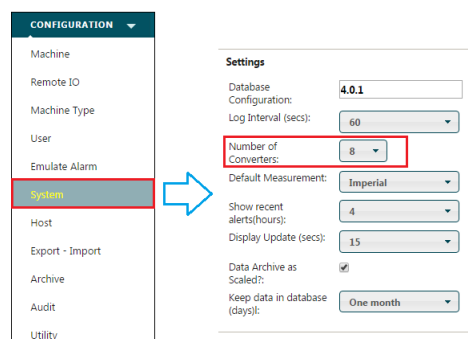 CONFIGURATION
Machine
Remote IO
Machine Type
User
Emulate Alarm
System
Host
Export - Import
Archive
Audit
Utility
Settings
Database
Configuration:
4.0.1
Log Interval (secs):
60
Number of
Converters:
8
Default Measurement:
Imperial
Show recent
alerts(hours):
4
Display Update (secs):
15
Data Archive as
Scaled?:
Keep data in database
(days)l:
One month